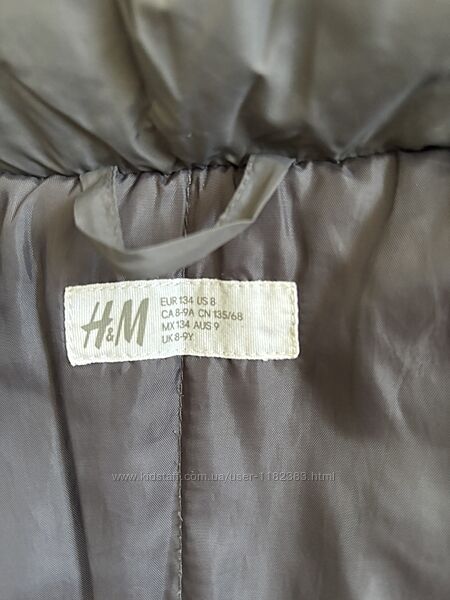 H&M
EUR 134 US 8
CA 8-9A CN 135/68
MX 134 AUS 9
UK 8-9Y
www.kidstaff.com.ua/user-1182383.html